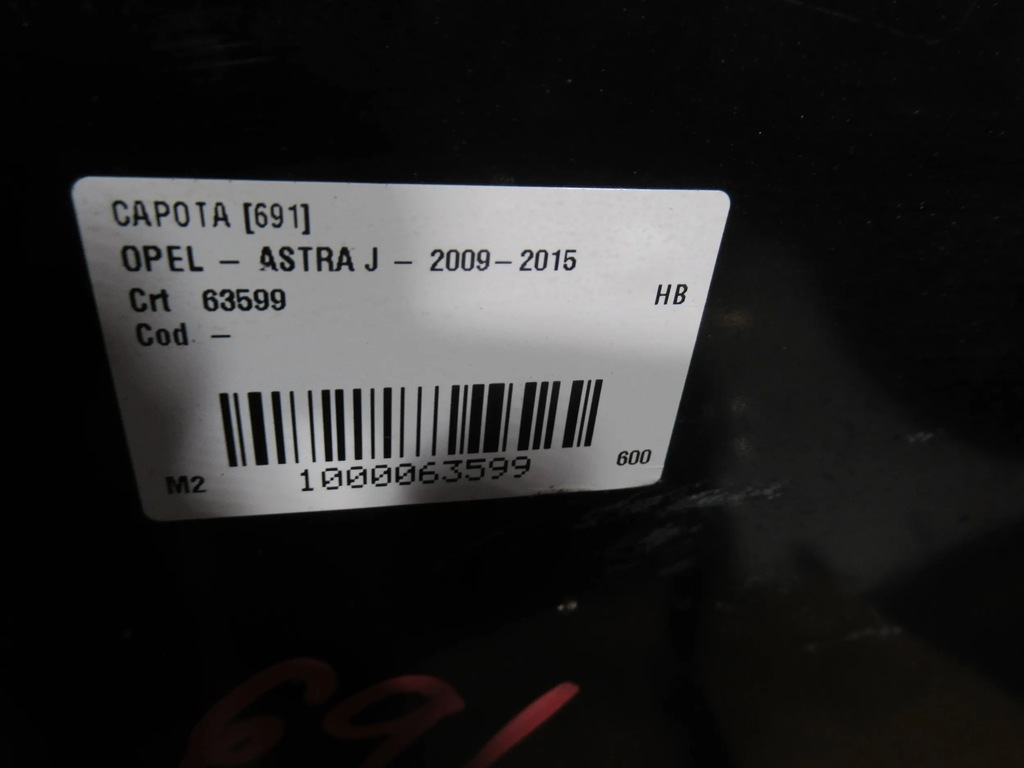 CAPOTA [691]
OPEL - ASTRA J - 2009-2015
Crt 63599
HB
Cod -
M2
1000063599
600
691